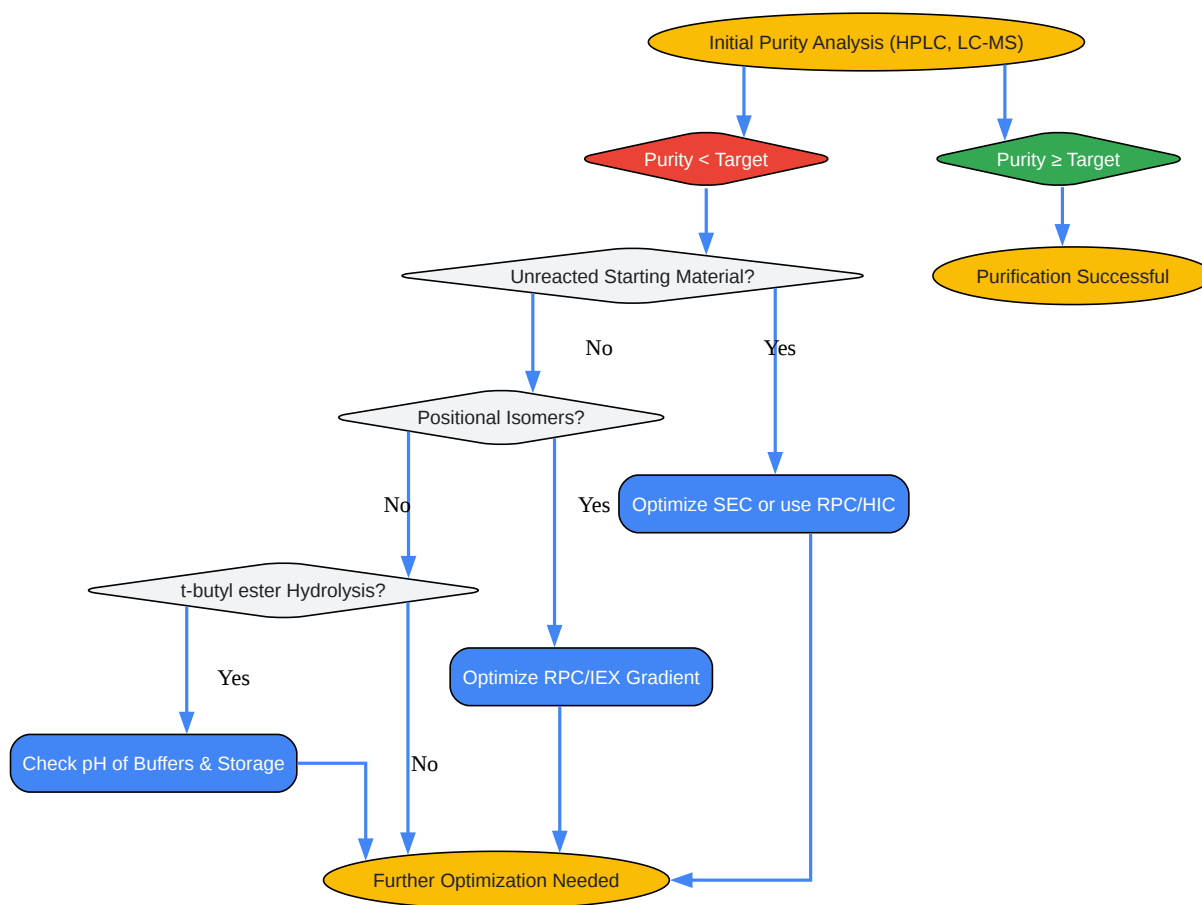 Initial Purity Analysis (HPLC, LC-MS)
Purity < Target
Purity ≥ Target
Unreacted Starting Material?
Purification Successful
No
Yes
Positional Isomers?
No
Yes
Optimize SEC or use RPC/HIC
t-butyl ester Hydrolysis?
Yes
Optimize RPC/IEX Gradient
Check pH of Buffers & Storage
No
Further Optimization Needed